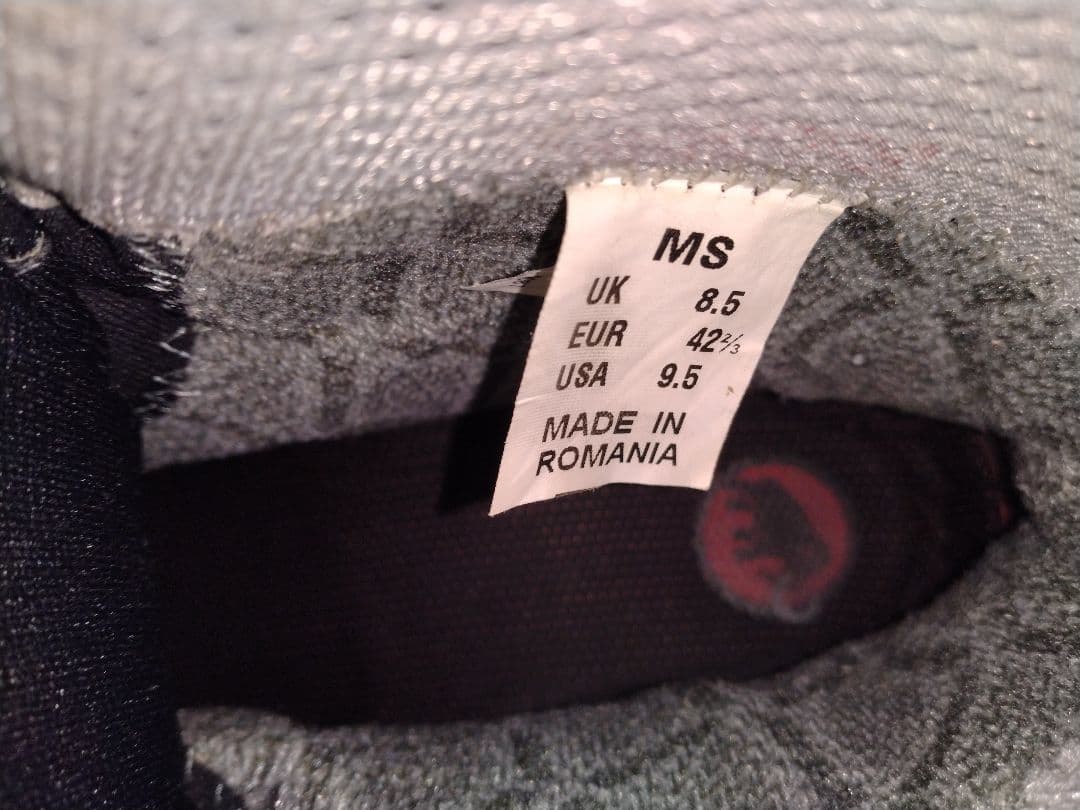 MS
UK 8.5
EUR 42⅔
USA 9.5
MADE IN
ROMANIA